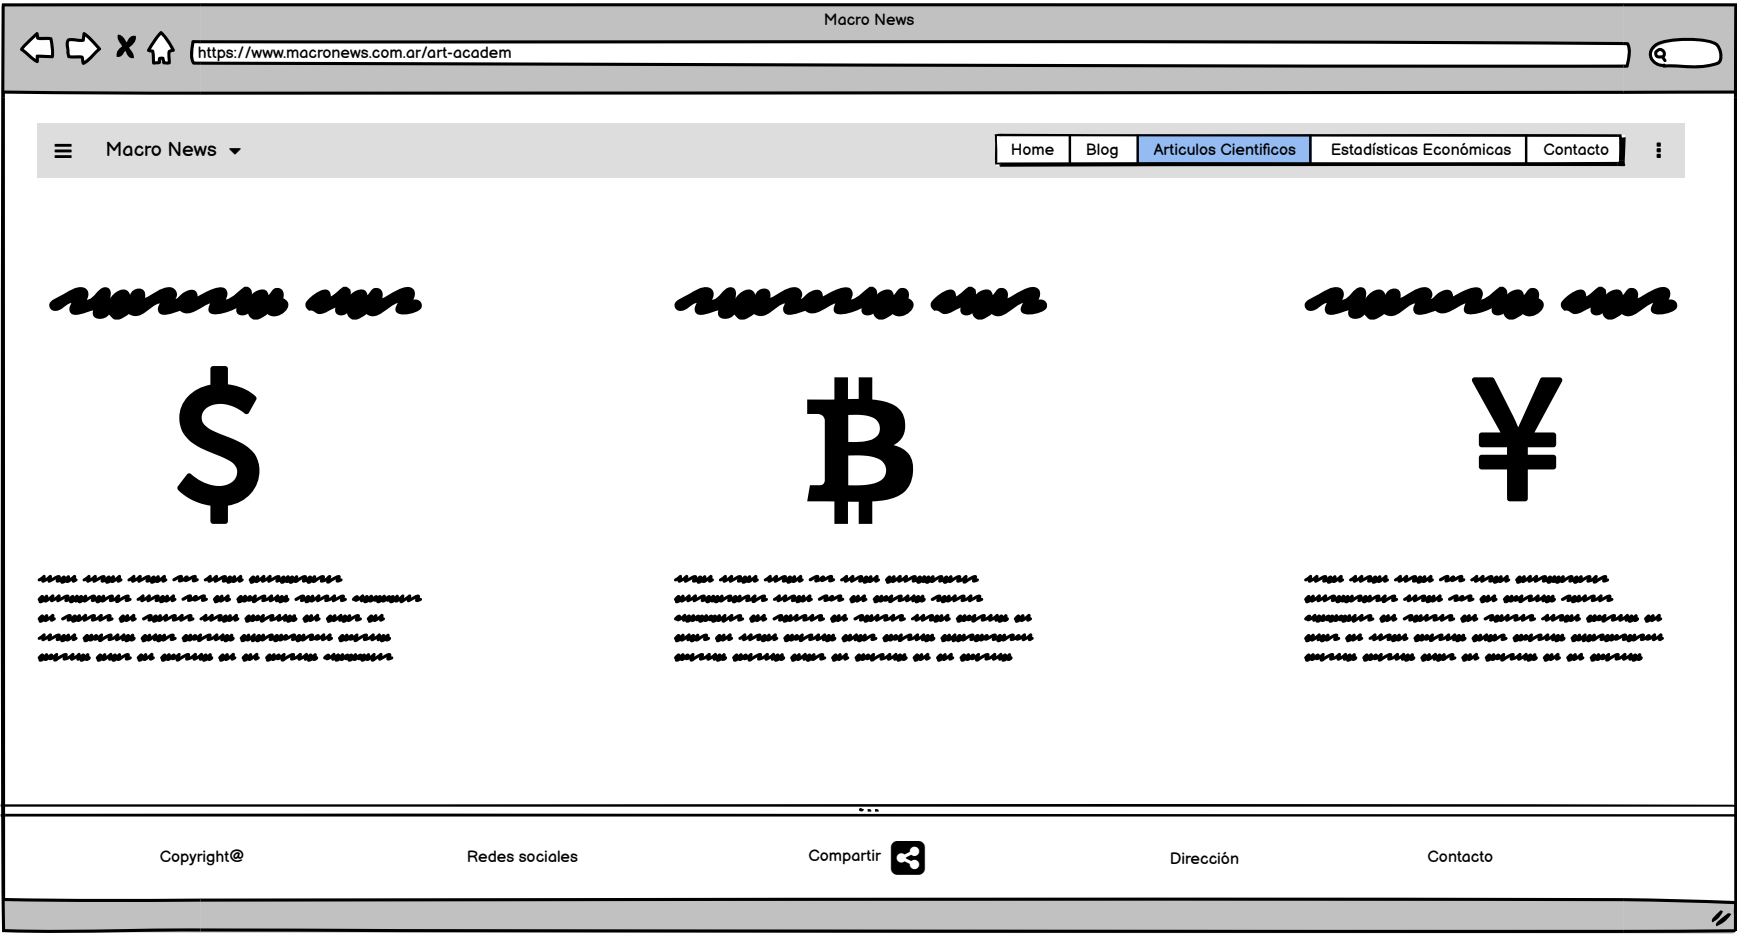 Macro News
https://www.macronews.com.ar/art-academ
Macro News
Home Blog Articulos Cientificos Estadísticas Económicas Contacto
$ ₿ ¥
Copyright@ Redes sociales Compartir Dirección Contacto